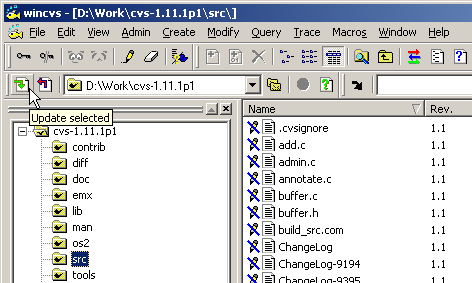 wincvs - [D:\Work\cvs-1.11.1p1\src\]
File Edit View Admin Create Modify Query Trace Macros Window Help
D:\Work\cvs-1.11.1p1
Update selected
Name Rev.
cvs-1.11.1p1
contrib
diff
doc
emx
lib
man
os2
src
tools
.cvsignore 1.1
add.c 1.1
admin.c 1.1
annotate.c 1.1
buffer.c 1.1
buffer.h 1.1
build_src.com 1.1
ChangeLog 1.1
ChangeLog-9194 1.1
ChangeLog-9395 1.1